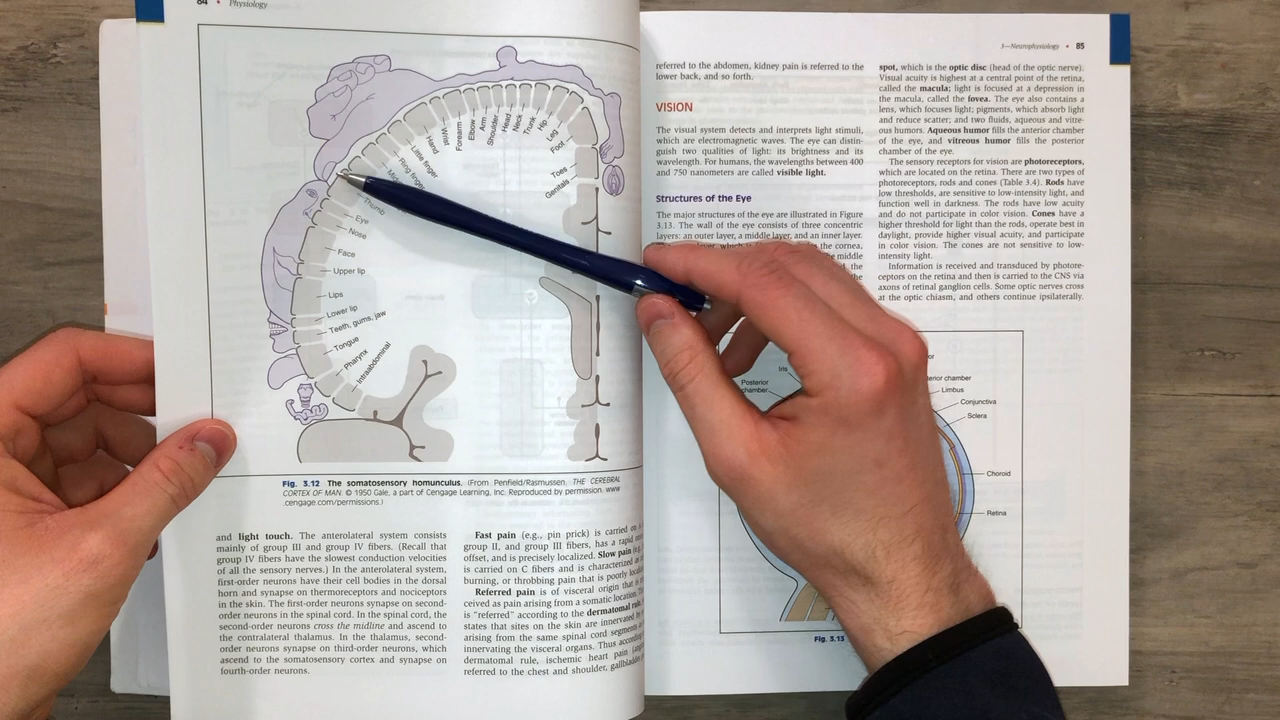 84 • Physiology
Genitals
Toes
Foot
Leg
Hip
Trunk
Neck
Head
Shoulder
Arm
Elbow
Forearm
Wrist
Hand
Little finger
Ring finger
Thumb
Eye
Nose
Face
Upper lip
Lips
Lower lip
Teeth, gums, jaw
Tongue
Pharynx
Intraabdominal
Fig. 3.12 The somatosensory homunculus. (From Penfield/Rasmussen, THE CEREBRAL
CORTEX OF MAN. © 1950 Gale, a part of Cengage Learning, Inc. Reproduced by permission. www
.cengage.com/permissions.)
and light touch. The anterolateral system consists
mainly of group III and group IV fibers. (Recall that
group IV fibers have the slowest conduction velocities
of all the sensory nerves.) In the anterolateral system,
first-order neurons have their cell bodies in the dorsal
horn and synapse on thermoreceptors and nociceptors
in the skin. The first-order neurons synapse on second-
order neurons in the spinal cord. In the spinal cord, the
second-order neurons cross the midline and ascend to
the contralateral thalamus. In the thalamus, second-
order neurons synapse on third-order neurons, which
ascend to the somatosensory cortex and synapse on
fourth-order neurons.
Fast pain (e.g., pin prick) is carried on
group II, and group III fibers, has a rapid
offset, and is precisely localized. Slow pain (e.g.
is carried on C fibers and is characterized
burning, or throbbing pain that is poorly
Referred pain is of visceral origin that is
ceived as pain arising from a somatic location.
is "referred" according to the dermatomal rule,
states that sites on the skin are innervated
arising from the same spinal cord segments
innervating the visceral organs. Thus
dermatomal rule, ischemic heart pain
referred to the chest and shoulder, gallbladder
3—Neurophysiology • 85
referred to the abdomen, kidney pain is referred to the
lower back, and so forth.
VISION
The visual system detects and interprets light stimuli,
which are electromagnetic waves. The eye can distin-
guish two qualities of light: its brightness and its
wavelength. For humans, the wavelengths between 400
and 750 nanometers are called visible light.
Structures of the Eye
The major structures of the eye are illustrated in Figure
3.13. The wall of the eye consists of three concentric
layers: an outer layer, a middle layer, and an inner layer.
the cornea,
middle
the
spot, which is the optic disc (head of the optic nerve).
Visual acuity is highest at a central point of the retina,
called the macula; light is focused at a depression in
the macula, called the fovea. The eye also contains a
lens, which focuses light; pigments, which absorb light
and reduce scatter; and two fluids, aqueous and vitre-
ous humors. Aqueous humor fills the anterior chamber
of the eye, and vitreous humor fills the posterior
chamber of the eye.
The sensory receptors for vision are photoreceptors,
which are located on the retina. There are two types of
photoreceptors, rods and cones (Table 3.4). Rods have
low thresholds, are sensitive to low-intensity light, and
function well in darkness. The rods have low acuity
and do not participate in color vision. Cones have a
higher threshold for light than the rods, operate best in
daylight, provide higher visual acuity, and participate
in color vision. The cones are not sensitive to low-
intensity light.
Information is received and transduced by photore-
ceptors on the retina and then is carried to the CNS via
axons of retinal ganglion cells. Some optic nerves cross
at the optic chiasm, and others continue ipsilaterally.
Iris
Posterior
chamber
chamber
Limbus
Conjunctiva
Sclera
Choroid
Retina
Fig. 3.13